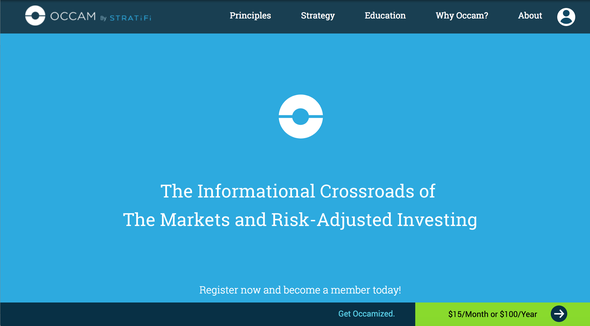 OCCAM By STRATiFi
Principles
Strategy
Education
Why Occam?
About
The Informational Crossroads of
The Markets and Risk-Adjusted Investing
Register now and become a member today!
Get Occamized.
$15/Month or $100/Year